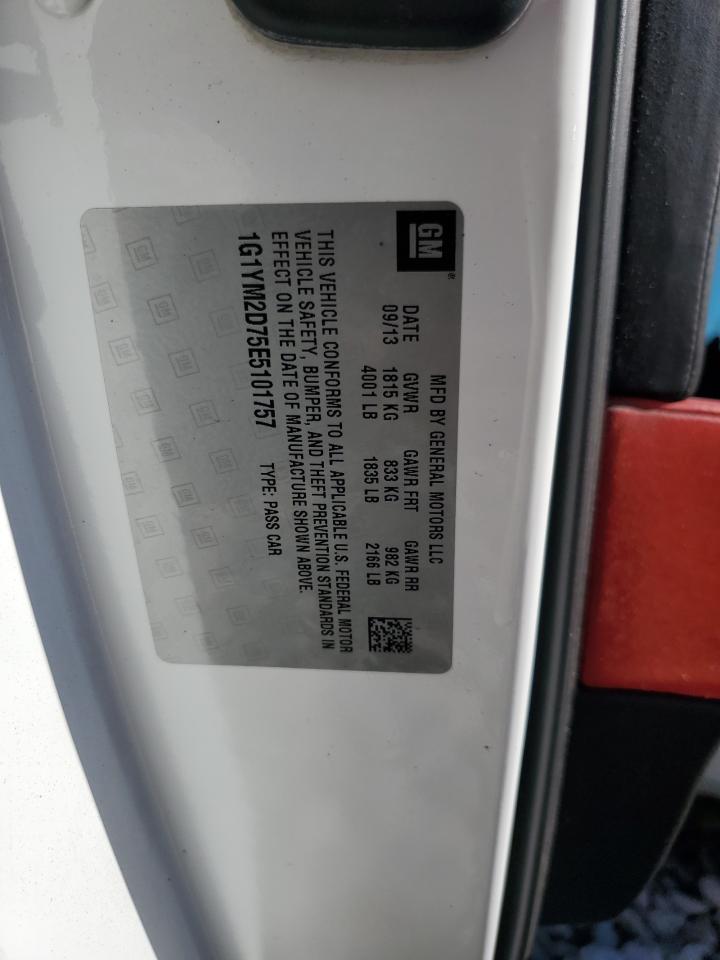 GM®
MFD BY GENERAL MOTORS LLC
DATE GVWR GAWR FRT GAWR RR
09/13 1815 KG 833 KG 982 KG
4001 LB 1835 LB 2166 LB
THIS VEHICLE CONFORMS TO ALL APPLICABLE U.S. FEDERAL MOTOR
VEHICLE SAFETY, BUMPER, AND THEFT PREVENTION STANDARDS IN
EFFECT ON THE DATE OF MANUFACTURE SHOWN ABOVE.
1G1YM2D75E5101757 TYPE: PASS CAR